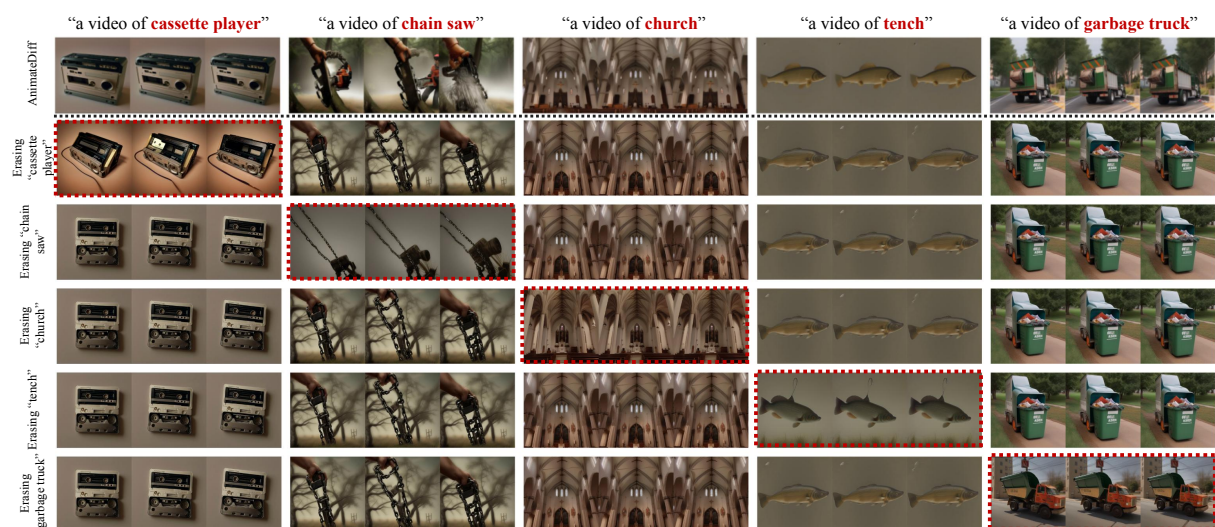 “a video of cassette player”
“a video of chain saw”
“a video of church”
“a video of tench”
“a video of garbage truck”
AnimateDiff
Erasing
“cassette
player”
Erasing “chain
saw”
Erasing
“church”
Erasing “tench”
Erasing
garbage truck”